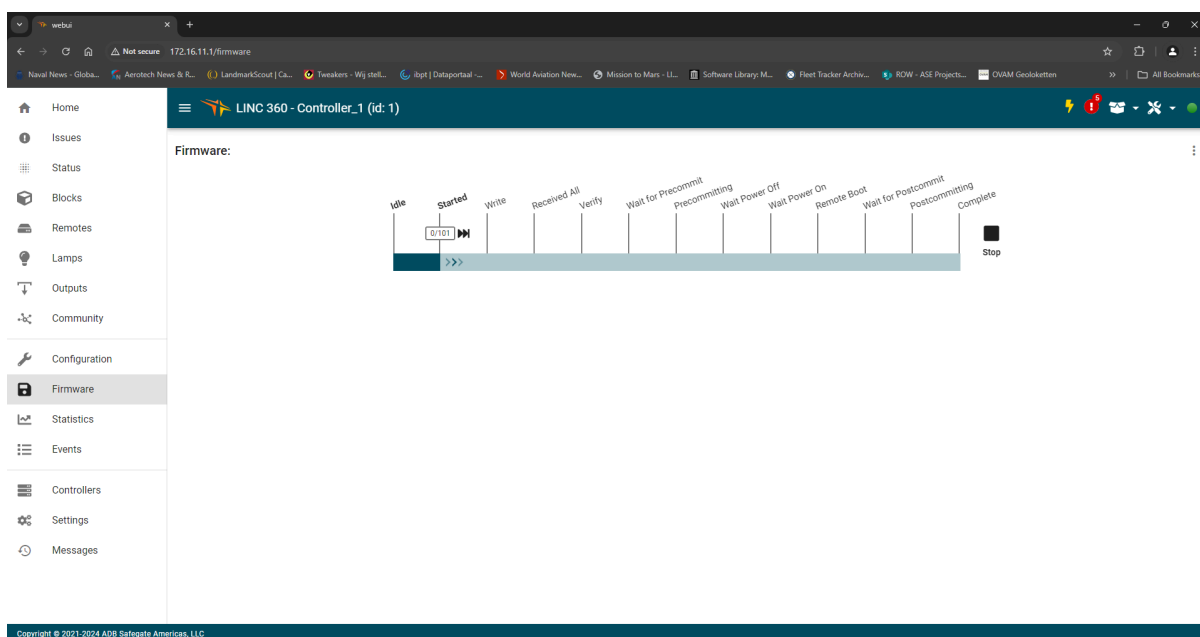 webui
Not secure 172.16.11.1/firmware
Naval News - Globa... Aerotech News & R... LandmarkScout | Ca... Tweakers - Wij stell... ibpt | Dataportaal -... World Aviation New... Mission to Mars - Ll... Software Library: M... Fleet Tracker Archiv... ROW - ASE Projects... OVAM Geoloketten » All Bookmarks
LINC 360 - Controller_1 (id: 1) 5
Home
Issues
Status
Blocks
Remotes
Lamps
Outputs
Community
Configuration
Firmware
Statistics
Events
Controllers
Settings
Messages
Firmware:
Idle Started Write Received All Verify Wait for Precommit Precommitting Wait Power Off Wait Power On Remote Boot Wait for Postcommit Postcommitting Complete
0/101
Stop
Copyright © 2021-2024 ADB Safegate Americas, LLC